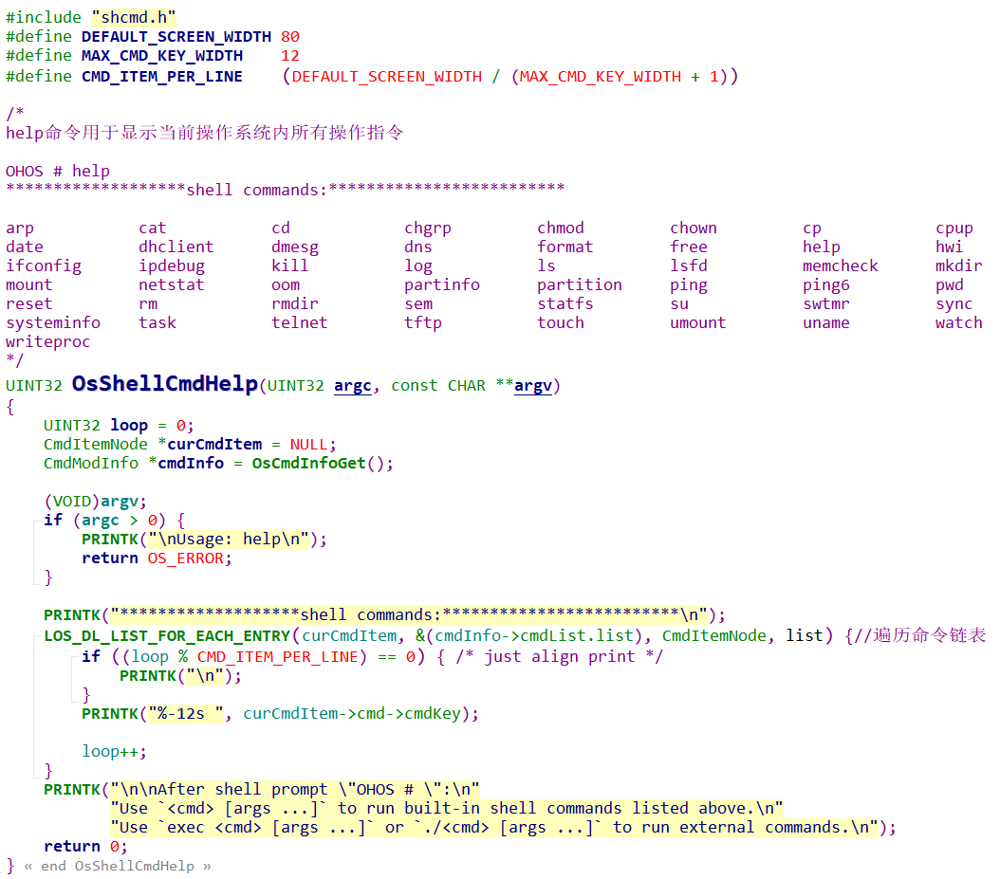 #include "shcmd.h"
#define DEFAULT_SCREEN_WIDTH 80
#define MAX_CMD_KEY_WIDTH    12
#define CMD_ITEM_PER_LINE    (DEFAULT_SCREEN_WIDTH / (MAX_CMD_KEY_WIDTH + 1))

/*
help命令用于显示当前操作系统内所有操作指令

OHOS # help
*******************shell commands:*************************

arp           cat           cd            chgrp         chmod         chown         cp            cpup
date          dhclient      dmesg         dns           format        free          help          hwi
ifconfig      ipdebug       kill          log           ls            lsfd          memcheck      mkdir
mount         netstat       oom           partinfo      partition     ping          ping6         pwd
reset         rm            rmdir         sem           statfs        su            swtmr         sync
systeminfo    task          telnet        tftp          touch         umount        uname         watch
writeproc
*/
UINT32 OsShellCmdHelp(UINT32 argc, const CHAR **argv)
{
    UINT32 loop = 0;
    CmdItemNode *curCmdItem = NULL;
    CmdModInfo *cmdInfo = OsCmdInfoGet();

    (VOID)argv;
    if (argc > 0) {
        PRINTK("\nUsage: help\n");
        return OS_ERROR;
    }

    PRINTK("*******************shell commands:*************************\n");
    LOS_DL_LIST_FOR_EACH_ENTRY(curCmdItem, &(cmdInfo->cmdList.list), CmdItemNode, list) {//遍历命令链表
        if ((loop % CMD_ITEM_PER_LINE) == 0) { /* just align print */
            PRINTK("\n");
        }
        PRINTK("%-12s ", curCmdItem->cmd->cmdKey);

        loop++;
    }
    PRINTK("\n\nAfter shell prompt \"OHOS # \":\n"
           "Use `<cmd> [args ...]` to run built-in shell commands listed above.\n"
           "Use `exec <cmd> [args ...]` or `./<cmd> [args ...]` to run external commands.\n");
    return 0;
} « end OsShellCmdHelp »